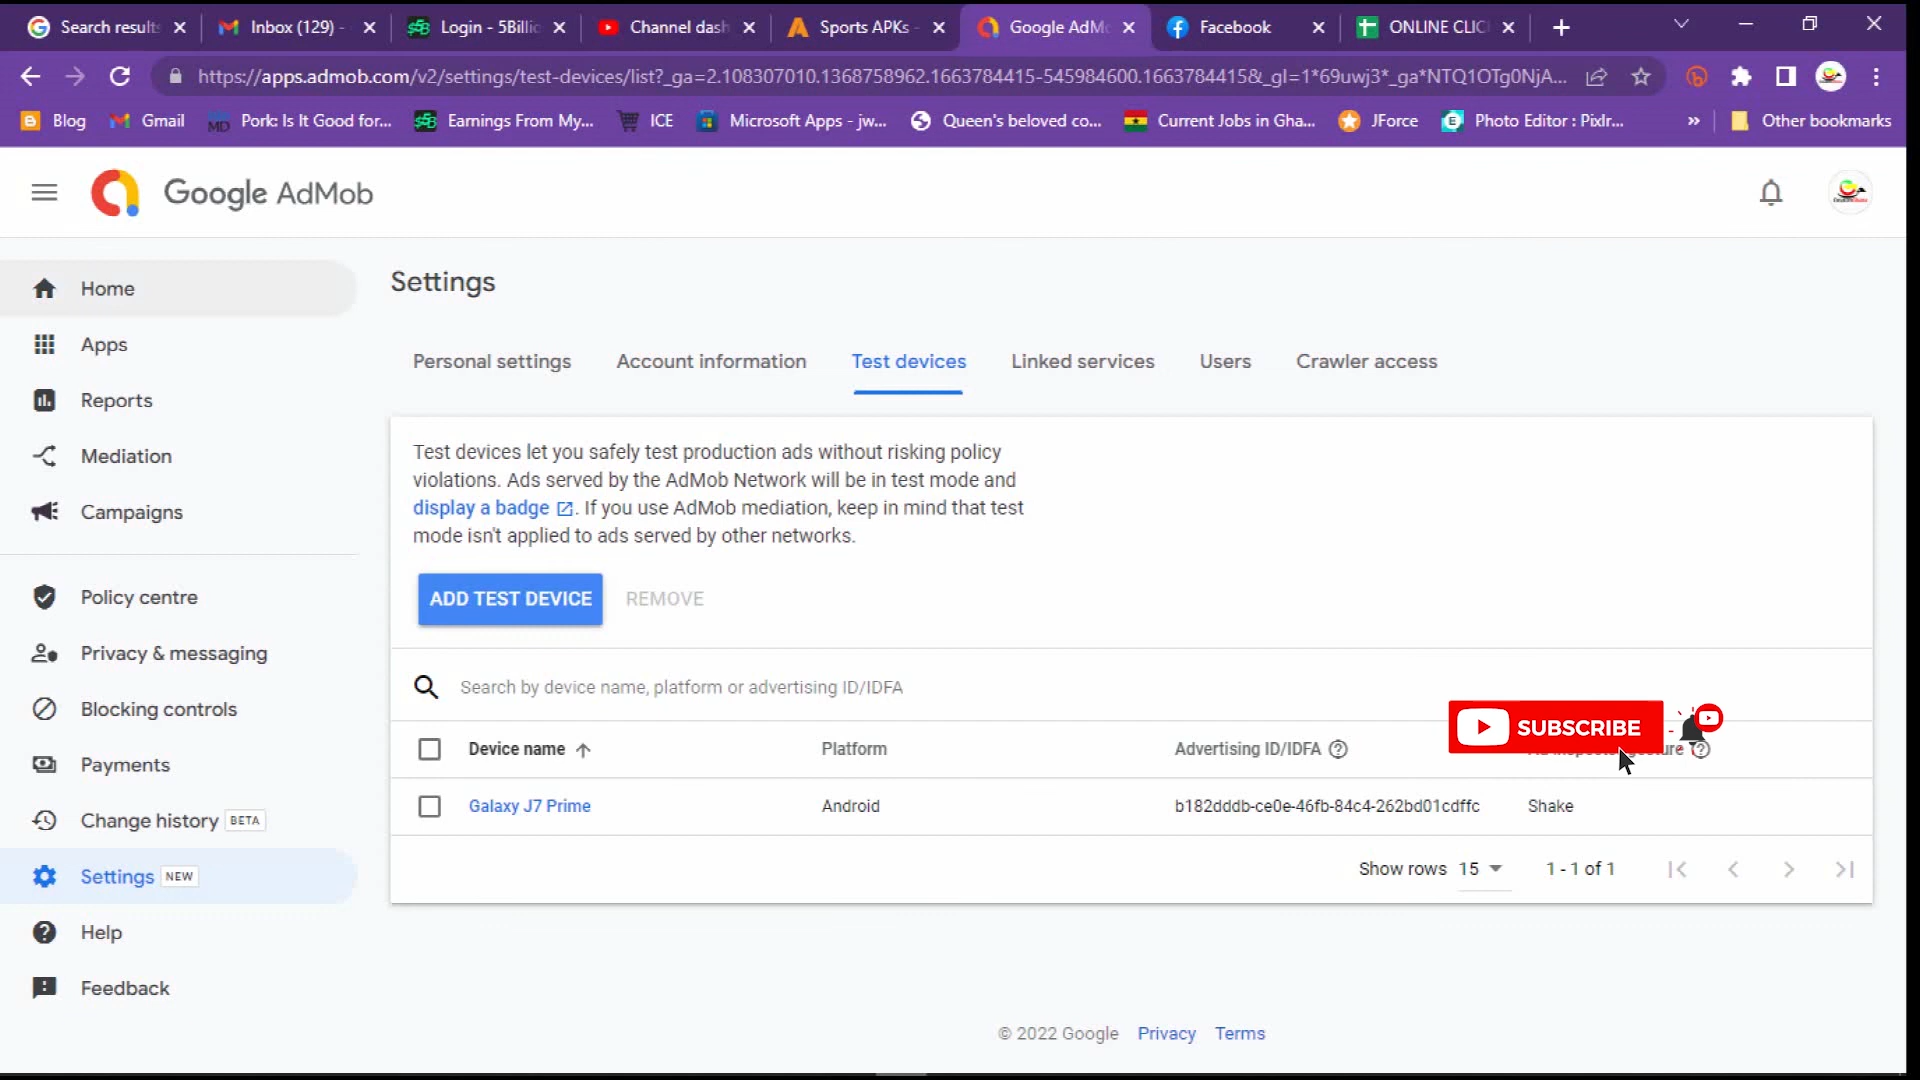 Search results
Inbox (129) -
Login - 5Billio
Channel dash
Sports APKs -
Google AdMo
Facebook
ONLINE CLIC
https://apps.admob.com/v2/settings/test-devices/list?_ga=2.108307010.1368758962.1663784415-545984600.1663784415&_gl=1*69uwj3*_ga*NTQ1OTg0NjA...
Blog
Gmail
Pork: Is It Good for...
Earnings From My...
ICE
Microsoft Apps - jw...
Queen's beloved co...
Current Jobs in Gha...
JForce
Photo Editor : Pixlr...
»
Other bookmarks
Google AdMob
Home
Apps
Reports
Mediation
Campaigns
Policy centre
Privacy & messaging
Blocking controls
Payments
Change history BETA
Settings NEW
Help
Feedback
Settings
Personal settings
Account information
Test devices
Linked services
Users
Crawler access
Test devices let you safely test production ads without risking policy
violations. Ads served by the AdMob Network will be in test mode and
display a badge. If you use AdMob mediation, keep in mind that test
mode isn't applied to ads served by other networks.
ADD TEST DEVICE
REMOVE
Search by device name, platform or advertising ID/IDFA
SUBSCRIBE
Device name
Platform
Advertising ID/IDFA
Galaxy J7 Prime
Android
b182dddb-ce0e-46fb-84c4-262bd01cdffc
Shake
Show rows 15
1 - 1 of 1
© 2022 Google Privacy Terms